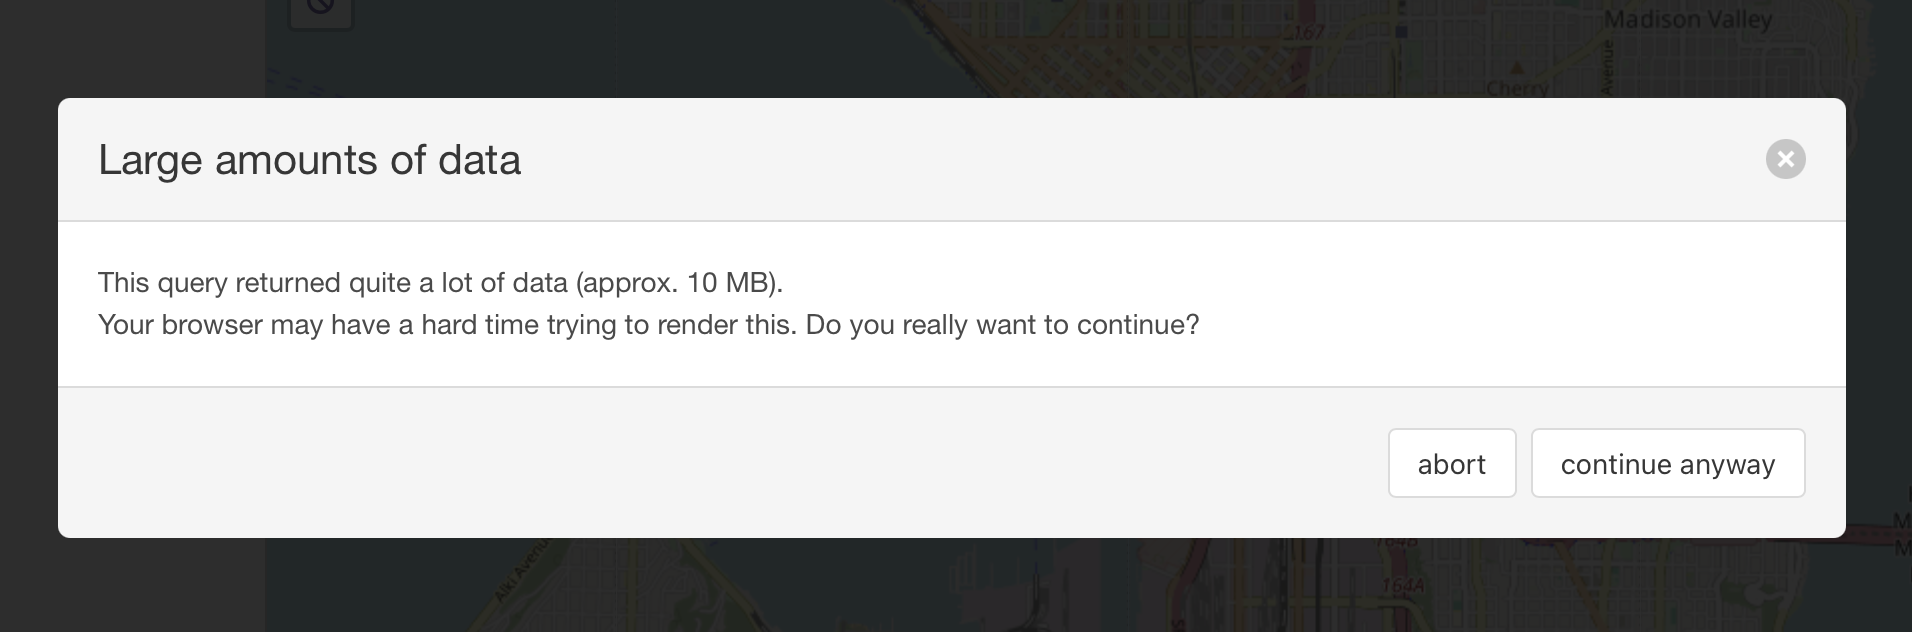 Madison Valley
167
Cherry
Avenue
Large amounts of data
This query returned quite a lot of data (approx. 10 MB).
Your browser may have a hard time trying to render this. Do you really want to continue?
abort
continue anyway
Alki Avenue
164B
164A